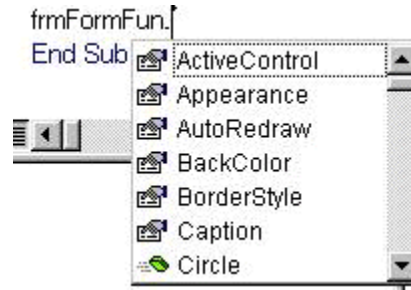 frmFormFun.
End Sub
ActiveControl
Appearance
AutoRedraw
BackColor
BorderStyle
Caption
Circle